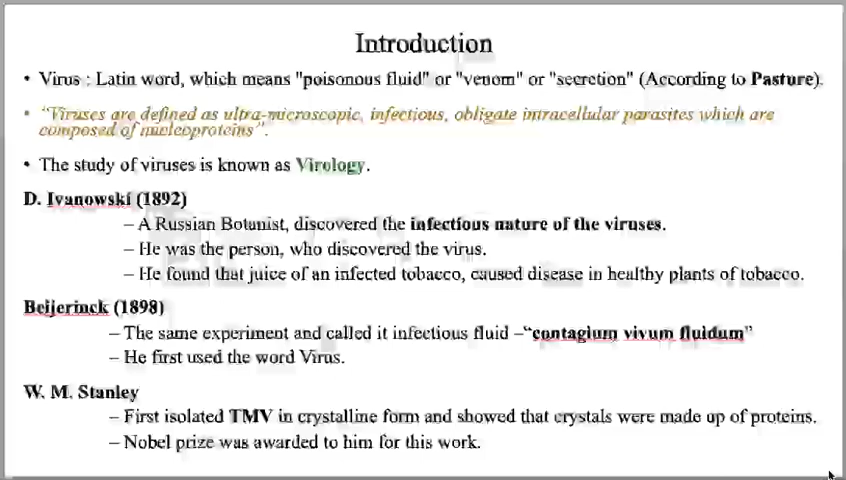 Introduction
• Virus : Latin word, which means "poisonous fluid" or "venom" or "secretion" (According to Pasture).
• “Viruses are defined as ultra-microscopic, infectious, obligate intracellular parasites which are
composed of nucleoproteins”.
• The study of viruses is known as Virology.
D. Ivanowski (1892)
– A Russian Botanist, discovered the infectious nature of the viruses.
– He was the person, who discovered the virus.
– He found that juice of an infected tobacco, caused disease in healthy plants of tobacco.
Beijerinck (1898)
– The same experiment and called it infectious fluid –“contagium vivum fluidum”
– He first used the word Virus.
W. M. Stanley
– First isolated TMV in crystalline form and showed that crystals were made up of proteins.
– Nobel prize was awarded to him for this work.